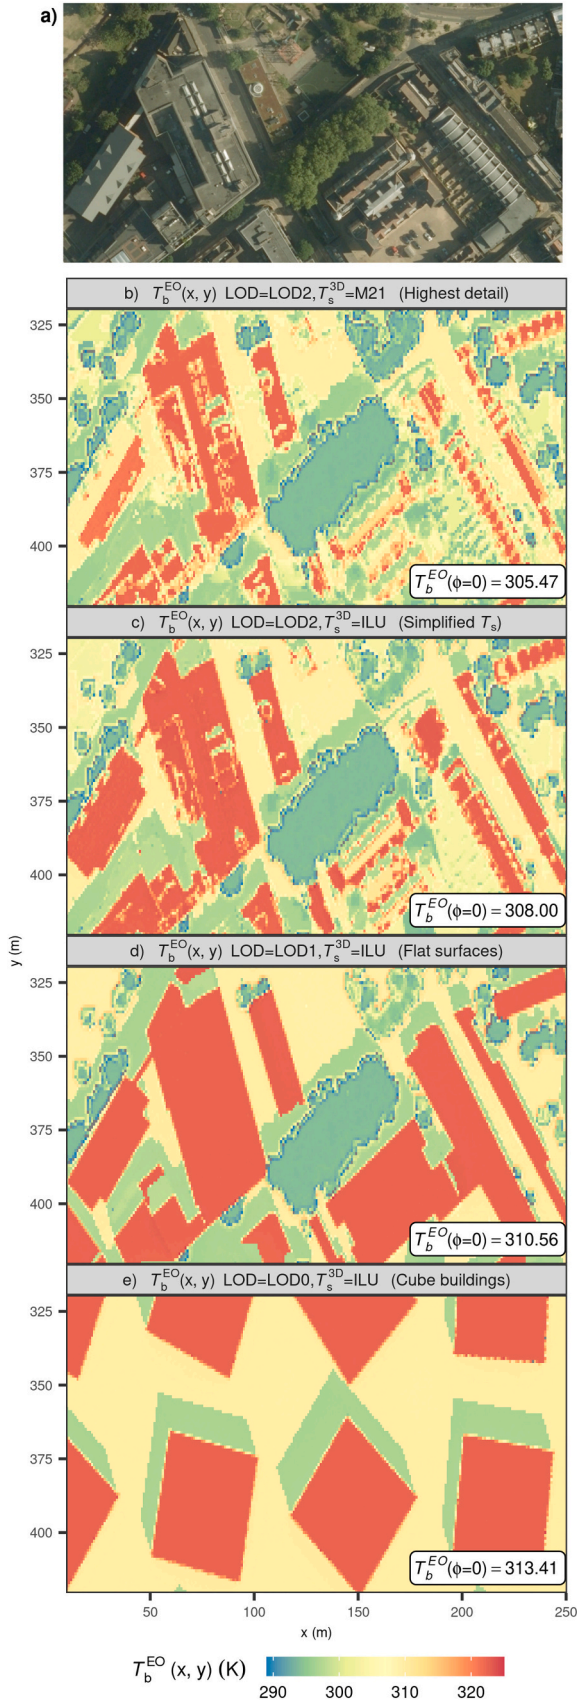 a)
b) T_b^EO(x, y) LOD=LOD2, T_s^3D=M21 (Highest detail)
325
350
375
400
T_b^EO(ϕ=0) = 305.47
c) T_b^EO(x, y) LOD=LOD2, T_s^3D=ILU (Simplified T_s)
325
350
375
400
T_b^EO(ϕ=0) = 308.00
y (m)
d) T_b^EO(x, y) LOD=LOD1, T_s^3D=ILU (Flat surfaces)
325
350
375
400
T_b^EO(ϕ=0) = 310.56
e) T_b^EO(x, y) LOD=LOD0, T_s^3D=ILU (Cube buildings)
325
350
375
400
T_b^EO(ϕ=0) = 313.41
50 100 150 200 250
x (m)
T_b^EO (x, y) (K)
290 300 310 320